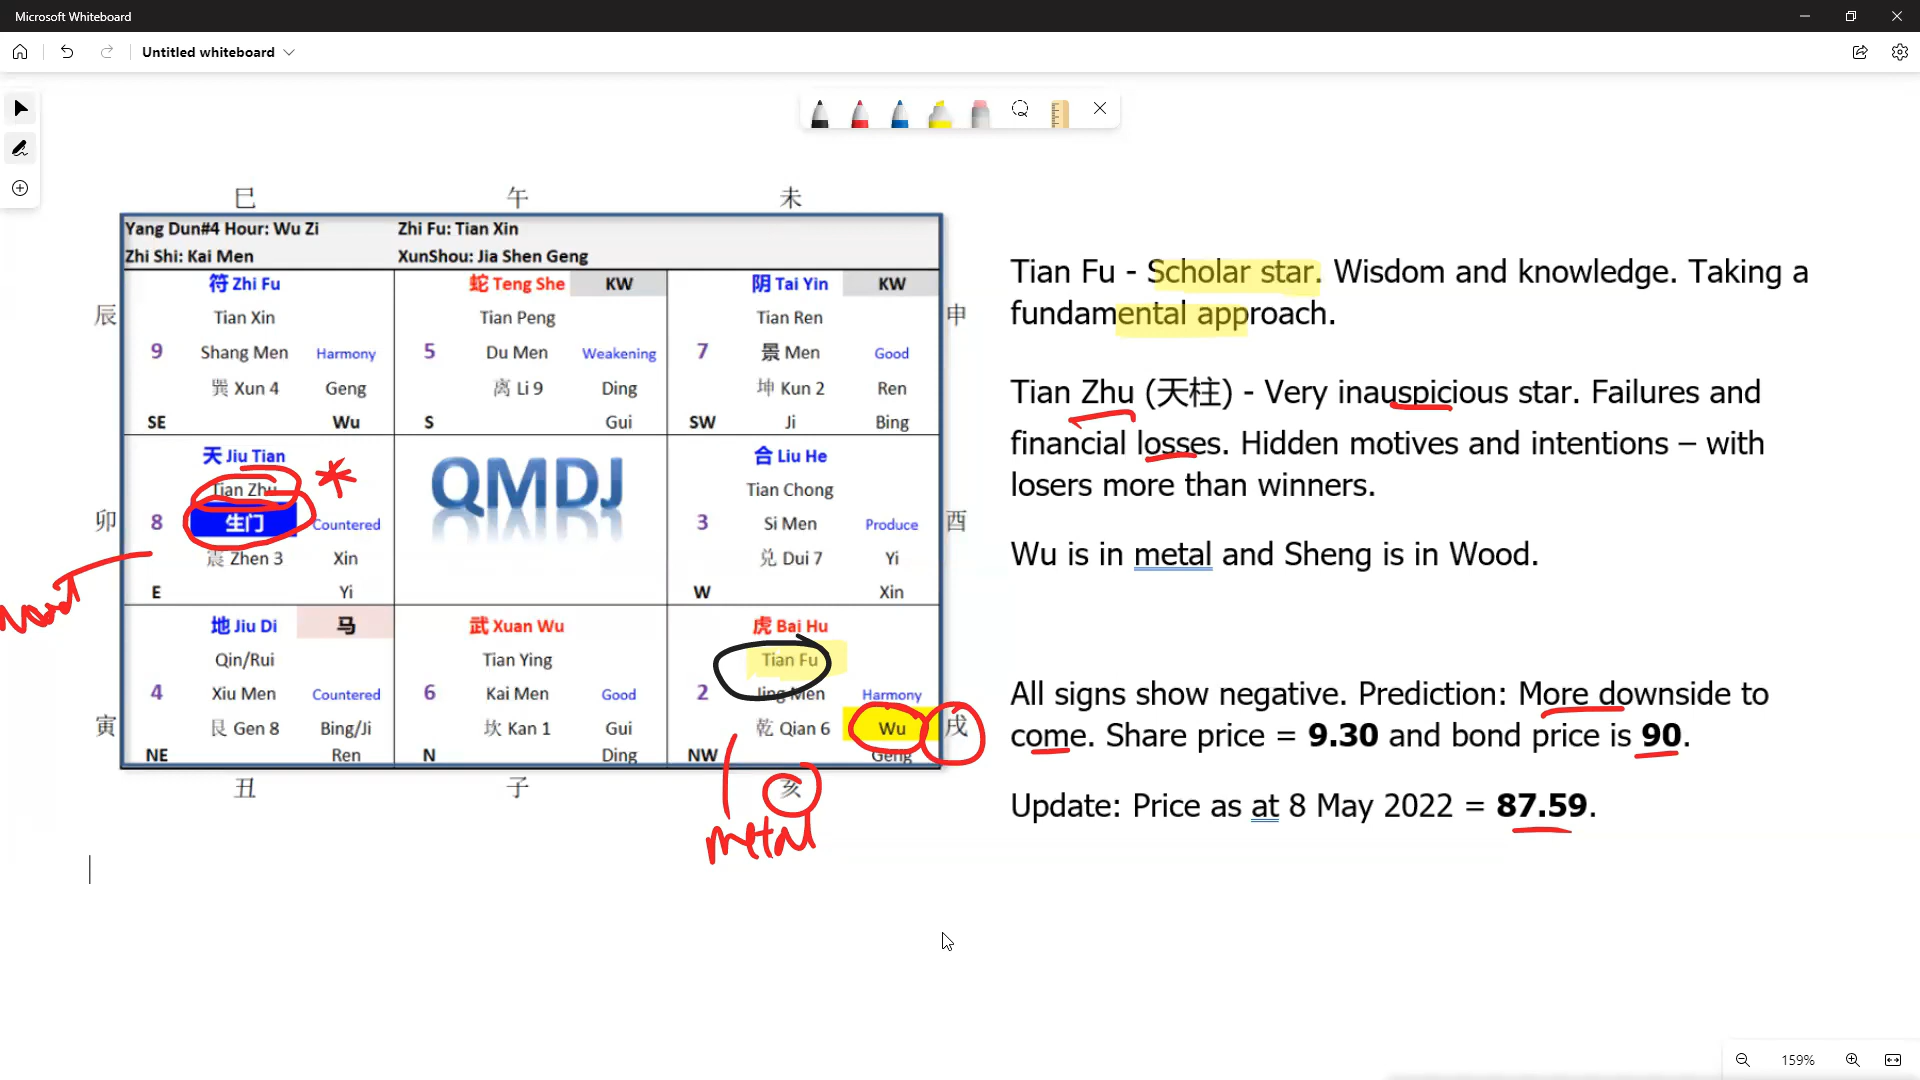 Microsoft Whiteboard
Untitled whiteboard
巳 午 未
Yang Dun#4 Hour: Wu Zi Zhi Fu: Tian Xin
Zhi Shi: Kai Men XunShou: Jia Shen Geng
符 Zhi Fu 蛇 Teng She KW 阴 Tai Yin KW
辰 Tian Xin Tian Peng Tian Ren 申
9 Shang Men Harmony 5 Du Men Weakening 7 景 Men Good
巽 Xun 4 Geng 离 Li 9 Ding 坤 Kun 2 Ren
SE Wu S Gui SW Ji Bing
天 Jiu Tian QMDJ 合 Liu He
Tian Zhu * Tian Chong
卯 8 生门 Countered 3 Si Men Produce 酉
震 Zhen 3 Xin 兑 Dui 7 Yi
E Yi W Xin
地 Jiu Di 马 武 Xuan Wu 虎 Bai Hu
Qin/Rui Tian Ying Tian Fu
4 Xiu Men Countered 6 Kai Men Good 2 Jing Men Harmony
寅 艮 Gen 8 Bing/Ji 坎 Kan 1 Gui 乾 Qian 6 Wu 戌
NE Ren N Ding NW Geng
丑 子 亥
metal
Tian Fu - Scholar star. Wisdom and knowledge. Taking a
fundamental approach.
Tian Zhu (天柱) - Very inauspicious star. Failures and
financial losses. Hidden motives and intentions – with
losers more than winners.
Wu is in metal and Sheng is in Wood.
All signs show negative. Prediction: More downside to
come. Share price = 9.30 and bond price is 90.
Update: Price as at 8 May 2022 = 87.59.
159%